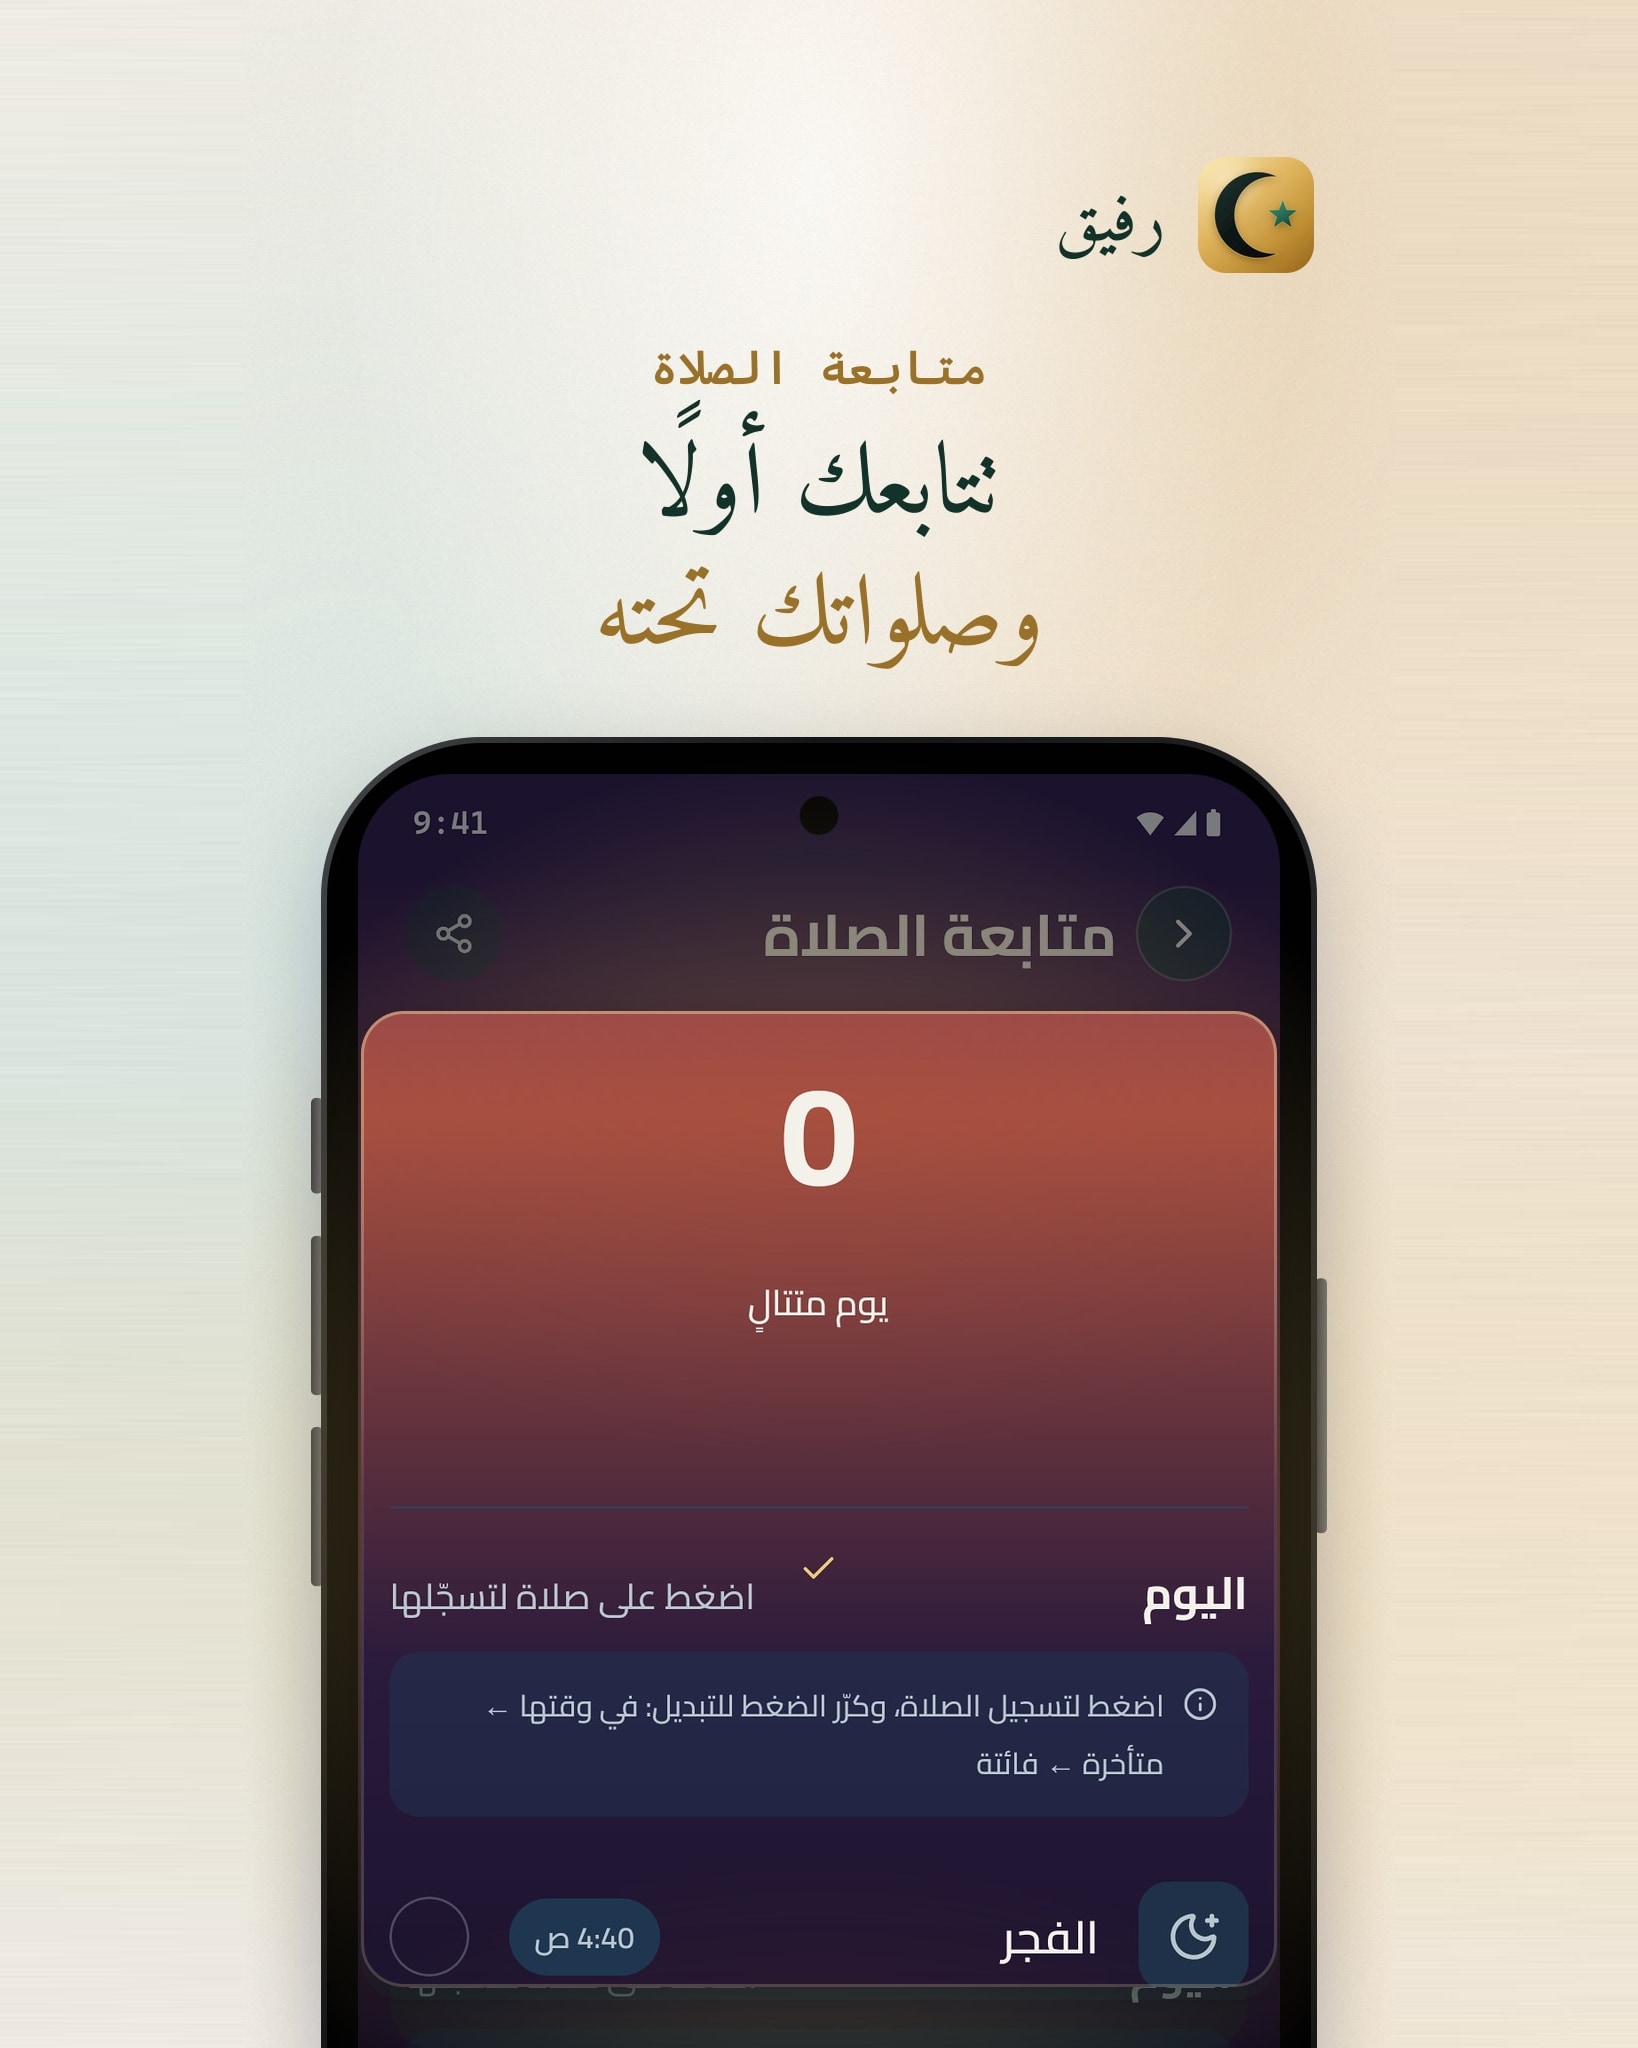 رفيق
متابعة الصلاة
تتابعك أولًا
وصلواتك تحته
9:41
متابعة الصلاة
0
يوم متتالٍ
اليوم
اضغط على صلاة لتسجّلها
اضغط لتسجيل الصلاة، وكرّر الضغط للتبديل: في وقتها ←
متأخرة ← فائتة
الفجر
4:40 ص